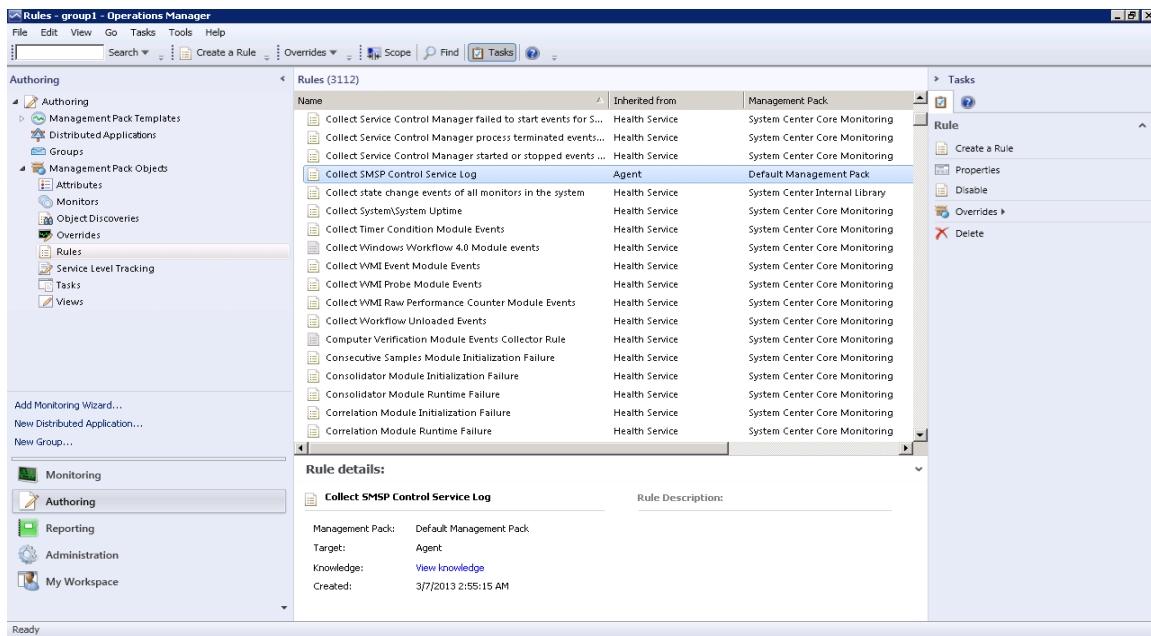 Rules - group1 - Operations Manager
File Edit View Go Tasks Tools Help
Search Create a Rule Overrides Scope Find Tasks
Authoring
Authoring
Management Pack Templates
Distributed Applications
Groups
Management Pack Objects
Attributes
Monitors
Object Discoveries
Overrides
Rules
Service Level Tracking
Tasks
Views
Add Monitoring Wizard...
New Distributed Application...
New Group...
Monitoring
Authoring
Reporting
Administration
My Workspace
Rules (3112)
Name Inherited from Management Pack
Collect Service Control Manager failed to start events for S... Health Service System Center Core Monitoring
Collect Service Control Manager process terminated events... Health Service System Center Core Monitoring
Collect Service Control Manager started or stopped events ... Health Service System Center Core Monitoring
Collect SMSP Control Service Log Agent Default Management Pack
Collect state change events of all monitors in the system Health Service System Center Internal Library
Collect System\System Uptime Health Service System Center Core Monitoring
Collect Timer Condition Module Events Health Service System Center Core Monitoring
Collect Windows Workflow 4.0 Module events Health Service System Center Core Monitoring
Collect WMI Event Module Events Health Service System Center Core Monitoring
Collect WMI Probe Module Events Health Service System Center Core Monitoring
Collect WMI Raw Performance Counter Module Events Health Service System Center Core Monitoring
Collect Workflow Unloaded Events Health Service System Center Core Monitoring
Computer Verification Module Events Collector Rule Health Service System Center Core Monitoring
Consecutive Samples Module Initialization Failure Health Service System Center Core Monitoring
Consolidator Module Initialization Failure Health Service System Center Core Monitoring
Consolidator Module Runtime Failure Health Service System Center Core Monitoring
Correlation Module Initialization Failure Health Service System Center Core Monitoring
Correlation Module Runtime Failure Health Service System Center Core Monitoring
Rule details:
Collect SMSP Control Service Log Rule Description:
Management Pack: Default Management Pack
Target: Agent
Knowledge: View knowledge
Created: 3/7/2013 2:55:15 AM
Tasks
Rule
Create a Rule
Properties
Disable
Overrides
Delete
Ready